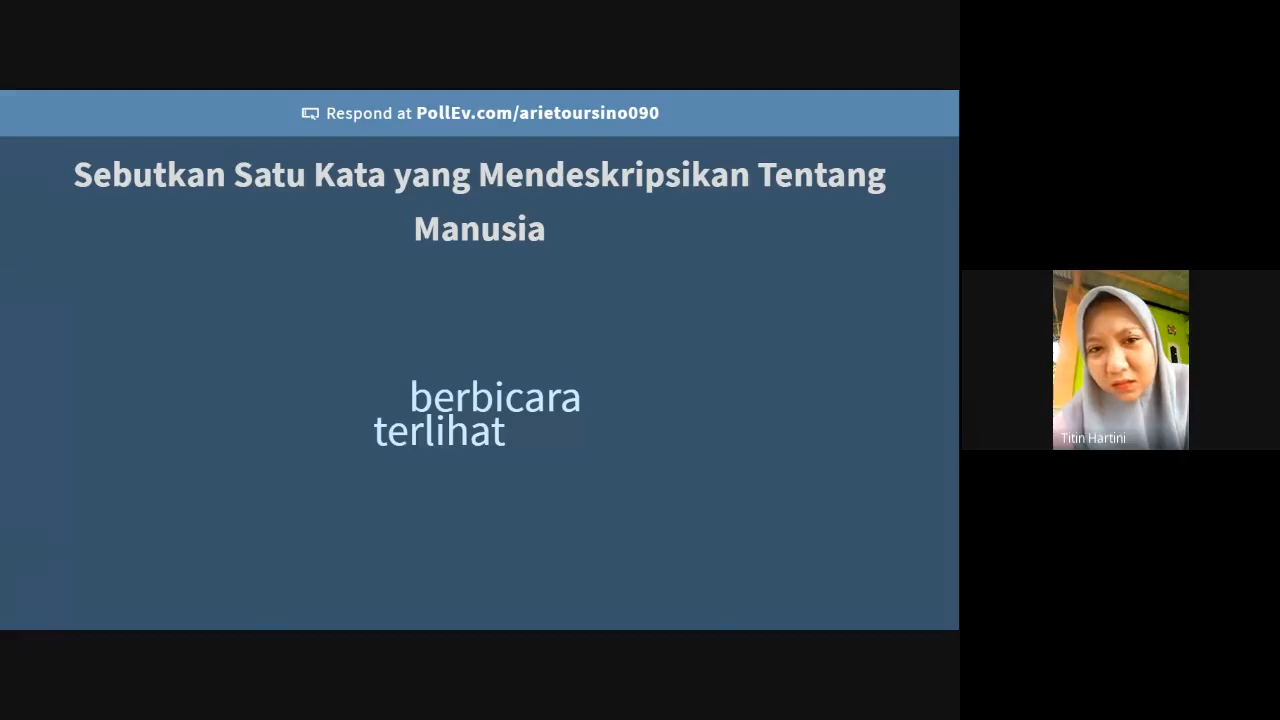 Respond at PollEv.com/arietoursino090
Sebutkan Satu Kata yang Mendeskripsikan Tentang
Manusia
berbicara
terlihat
Titin Hartini